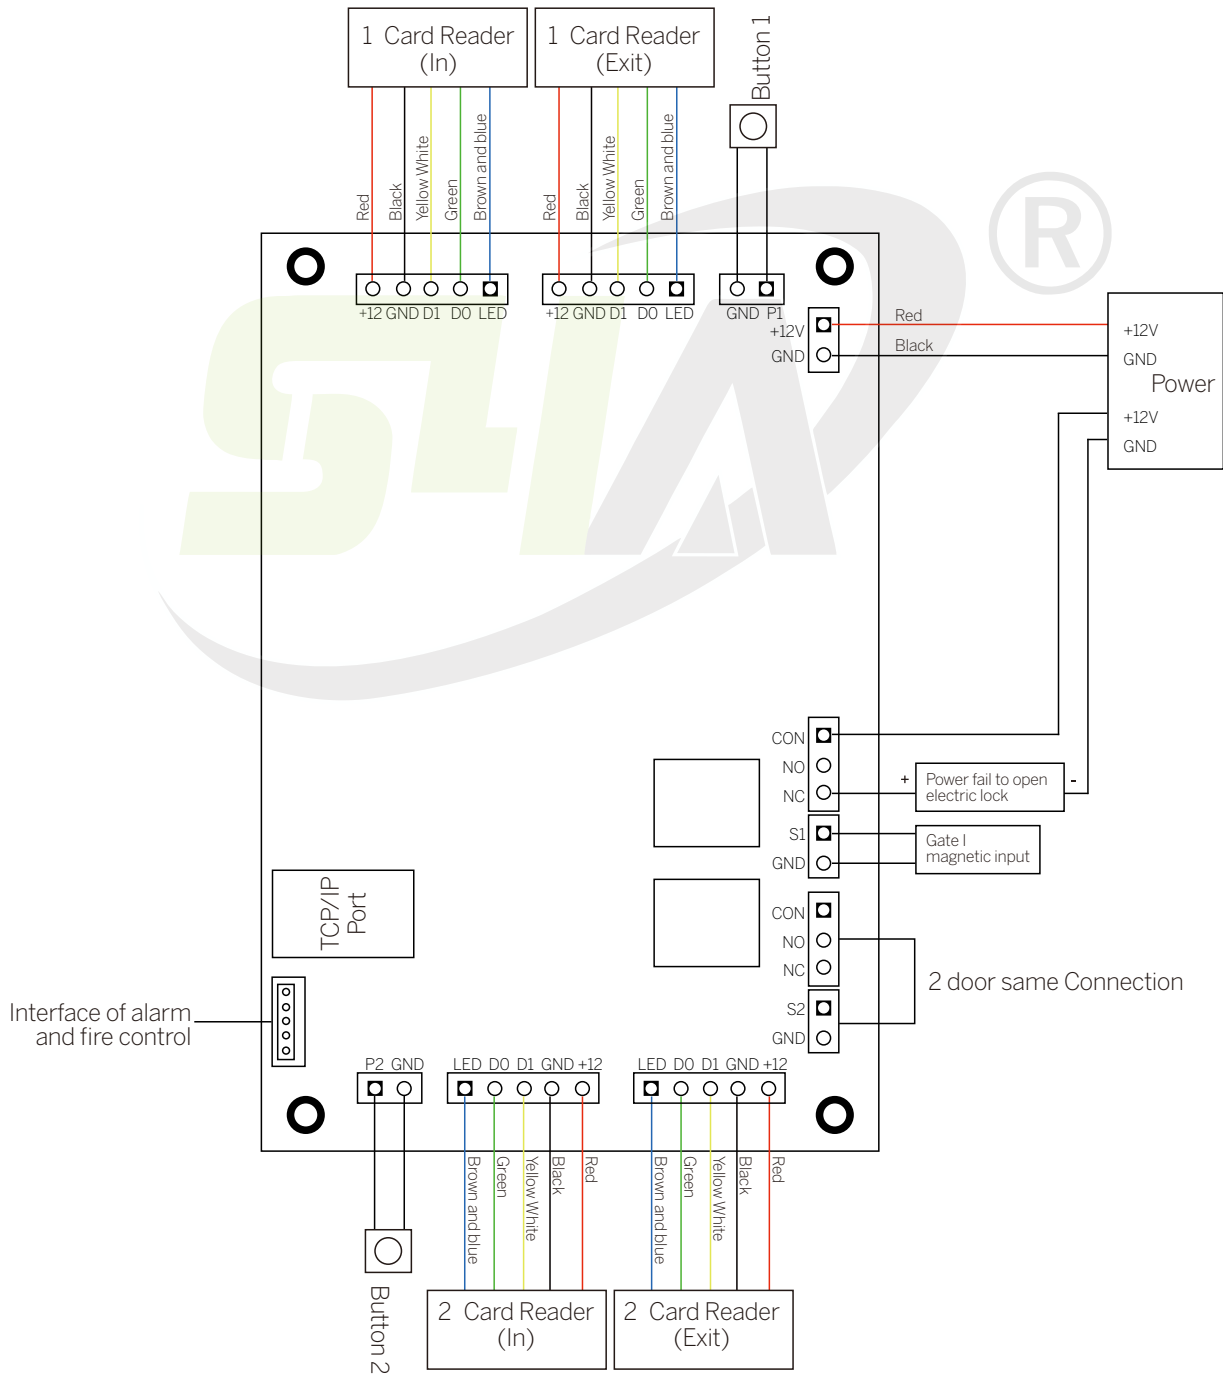 1 Card Reader
(In)
1 Card Reader
(Exit)
Button 1
Red
Black
Yellow White
Green
Brown and blue
Red
Black
Yellow White
Green
Brown and blue
+12 GND D1 D0 LED
+12 GND D1 D0 LED
GND P1
+12V
GND
Red
Black
+12V
GND
Power
+12V
GND
S4A
®
CON
NO
NC
+
Power fail to open
electric lock
-
S1
GND
Gate I
magnetic input
CON
NO
NC
S2
GND
2 door same Connection
TCP/IP
Port
Interface of alarm
and fire control
P2 GND
LED D0 D1 GND +12
LED D0 D1 GND +12
Brown and blue
Green
Yellow White
Black
Red
Brown and blue
Green
Yellow White
Black
Red
Button 2
2 Card Reader
(In)
2 Card Reader
(Exit)